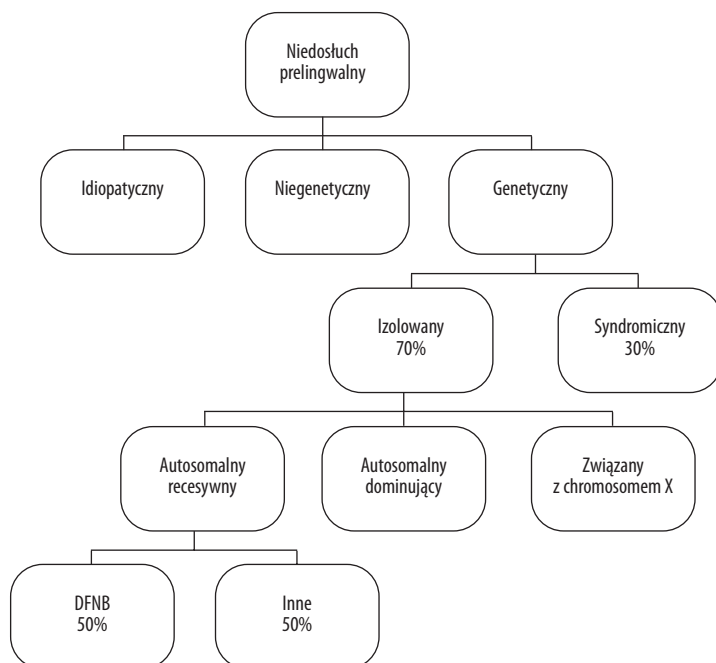 Niedosłuch
prelingwalny
Idiopatyczny
Niegenetyczny
Genetyczny
Izolowany
70%
Syndromiczny
30%
Autosomalny
recesywny
Autosomalny
dominujący
Związany
z chromosomem X
DFNB
50%
Inne
50%